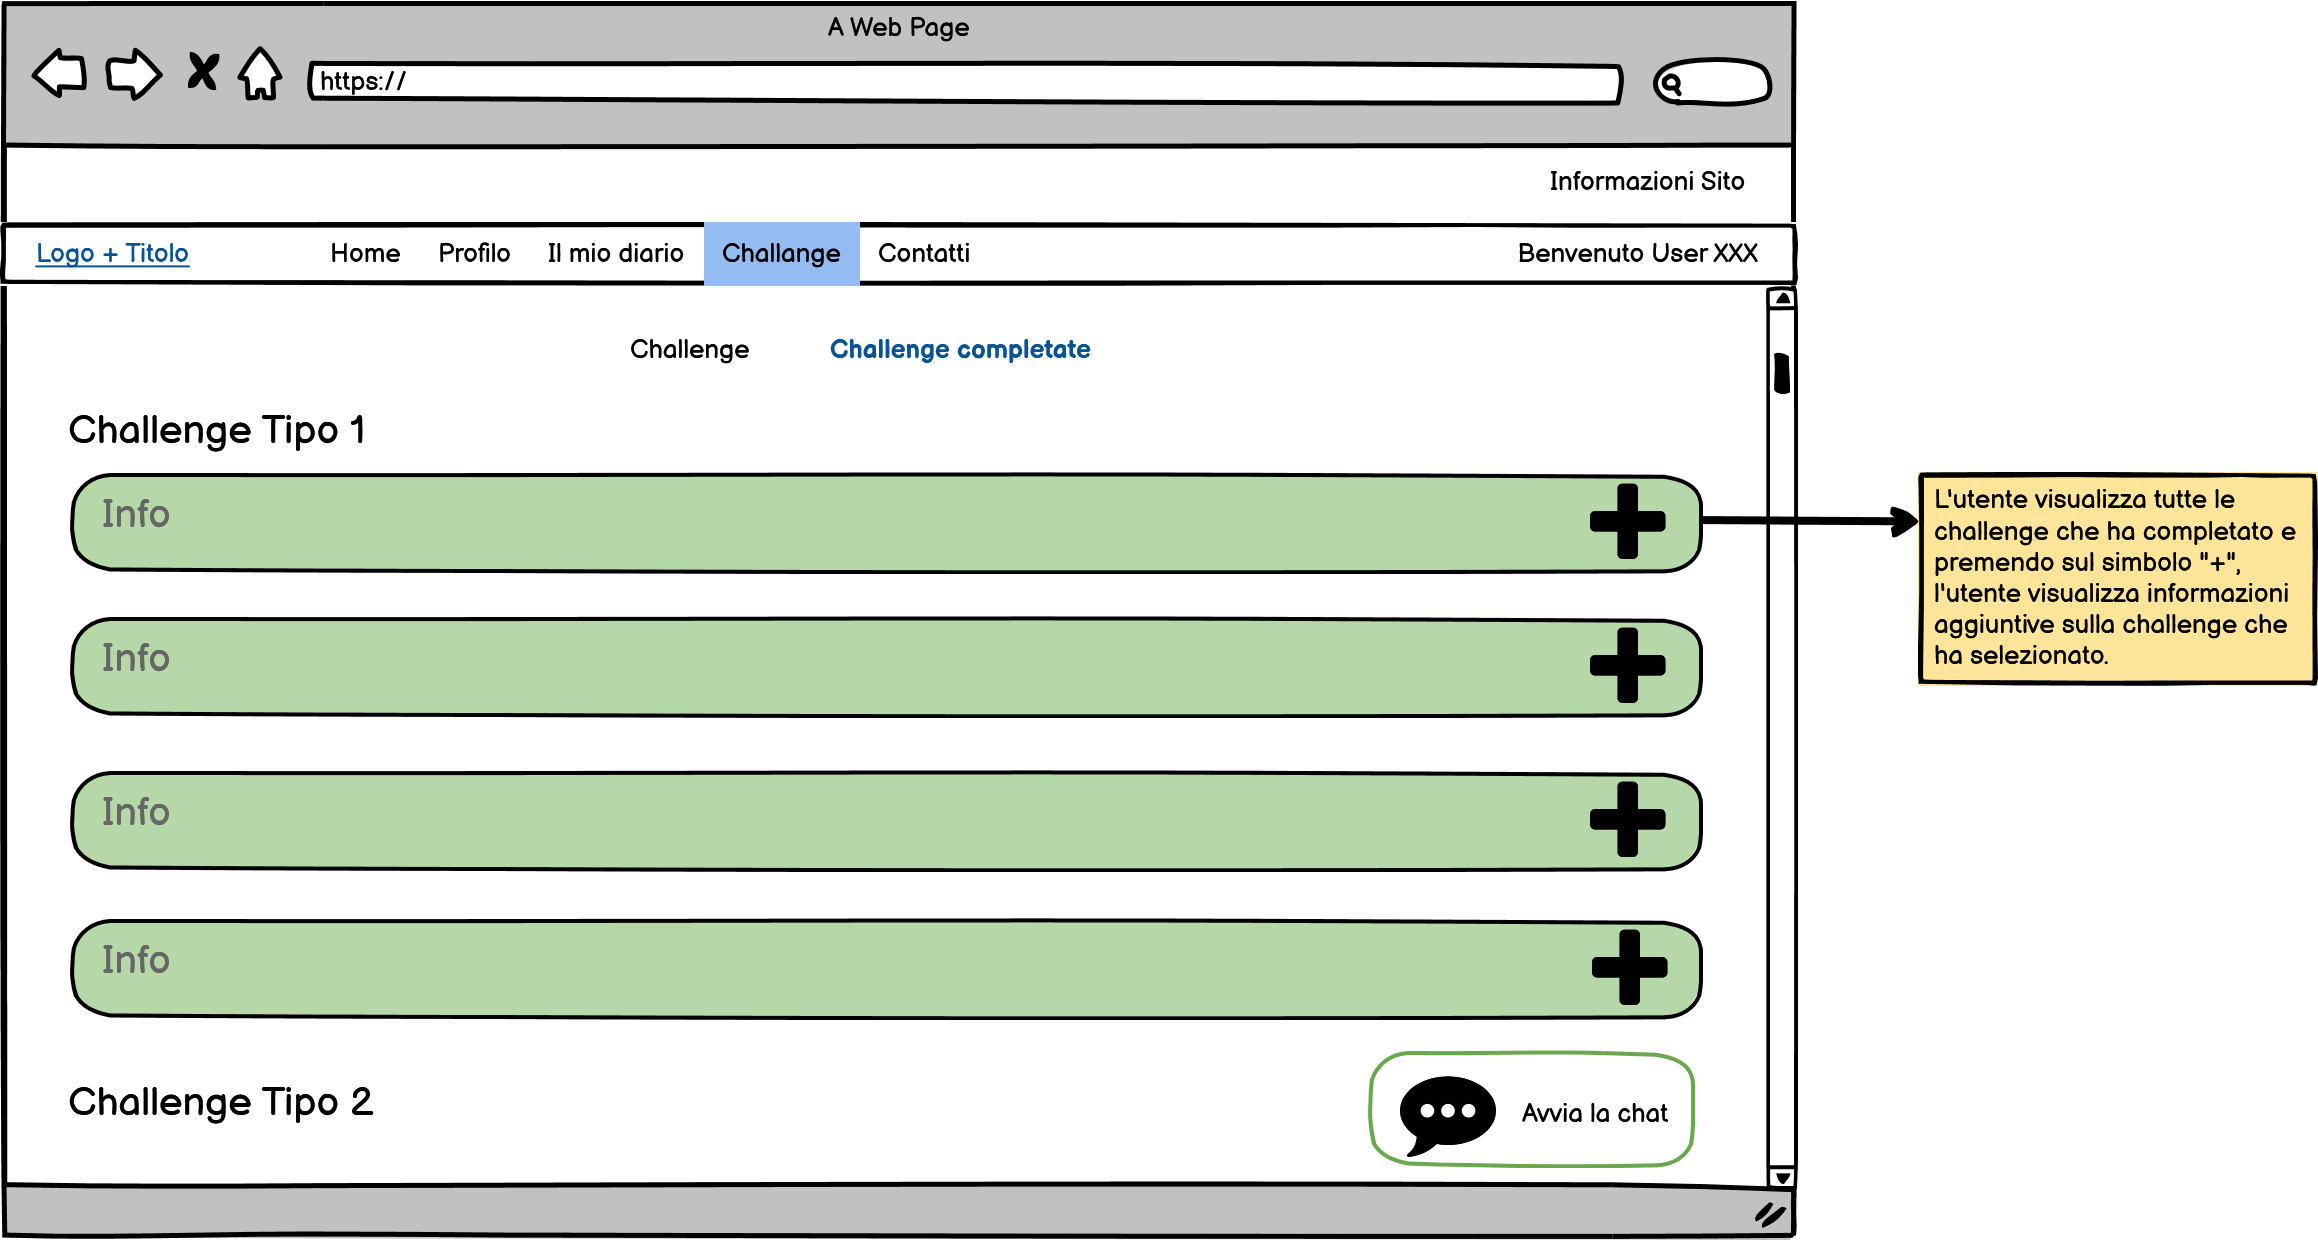 A Web Page
https://
Informazioni Sito
Logo + Titolo Home Profilo Il mio diario Challange Contatti Benvenuto User XXX
Challenge Challenge completate
Challenge Tipo 1
Info
Info
Info
Info
Challenge Tipo 2
Avvia la chat
L'utente visualizza tutte le
challenge che ha completato e
premendo sul simbolo "+",
l'utente visualizza informazioni
aggiuntive sulla challenge che
ha selezionato.